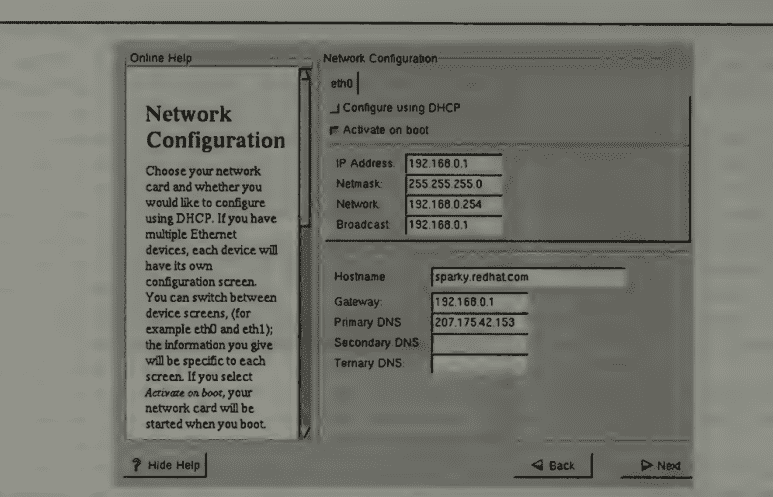 Online Help
Network
Configuration
Choose your network
card and whether you
would like to configure
using DHCP. If you have
multiple Ethernet
devices, each device will
have its own
configuration screen.
You can switch between
device screens, (for
example eth0 and eth1);
the information you give
will be specific to each
screen. If you select
Activate on boot, your
network card will be
started when you boot.
Network Configuration
eth0
Configure using DHCP
Activate on boot
IP Address: 192.168.0.1
Netmask: 255.255.255.0
Network: 192.168.0.254
Broadcast: 192.168.0.1
Hostname sparky.redhat.com
Gateway: 192.168.0.1
Primary DNS 207.175.42.153
Secondary DNS
Ternary DNS:
? Hide Help
Back
Next